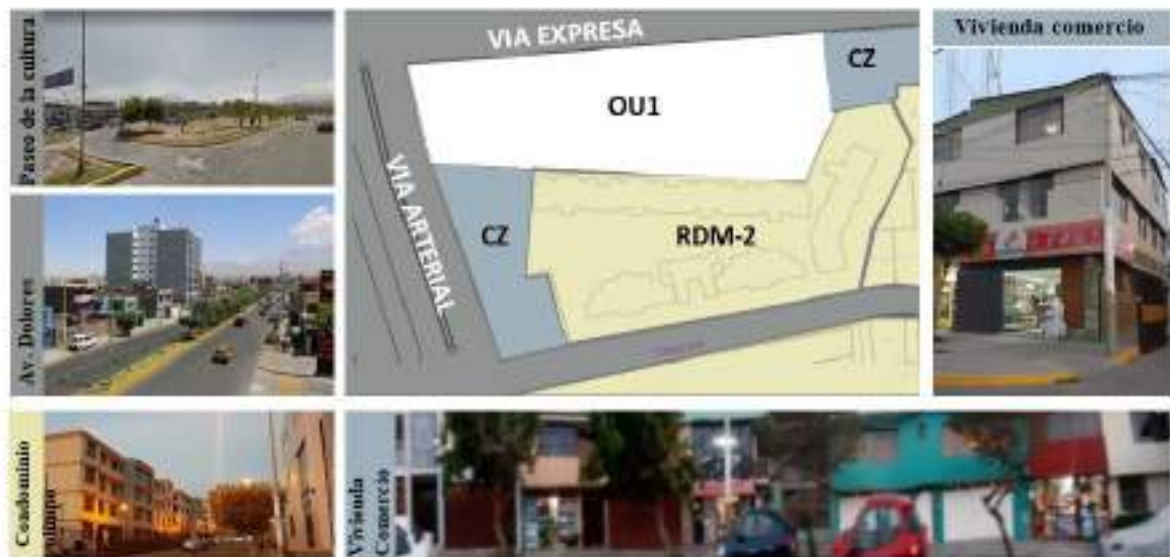 Paseo de la cultura
VIA EXPRESA
CZ
OU1
Vivienda comercio
Av. Dolores
VIA ARTERIAL
CZ
RDM-2
Condominio
olimpo
Vivienda
Comercio